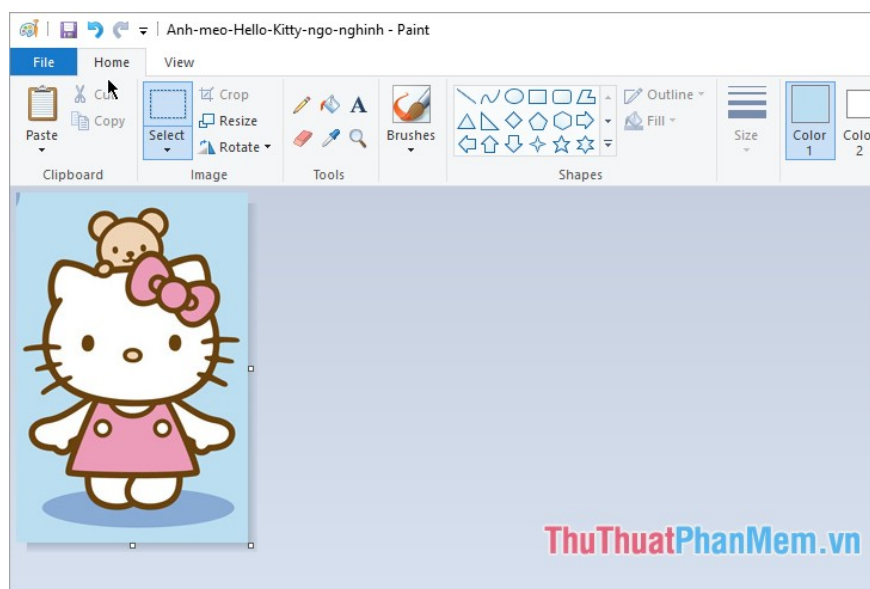 Anh-meo-Hello-Kitty-ngo-nghinh - Paint
File Home View
Paste
Cut
Copy
Clipboard
Select
Crop
Resize
Rotate
Image
A
Tools
Brushes
Outline
Fill
Shapes
Size
Color
1
Colo
2
ThuThuatPhanMem.vn